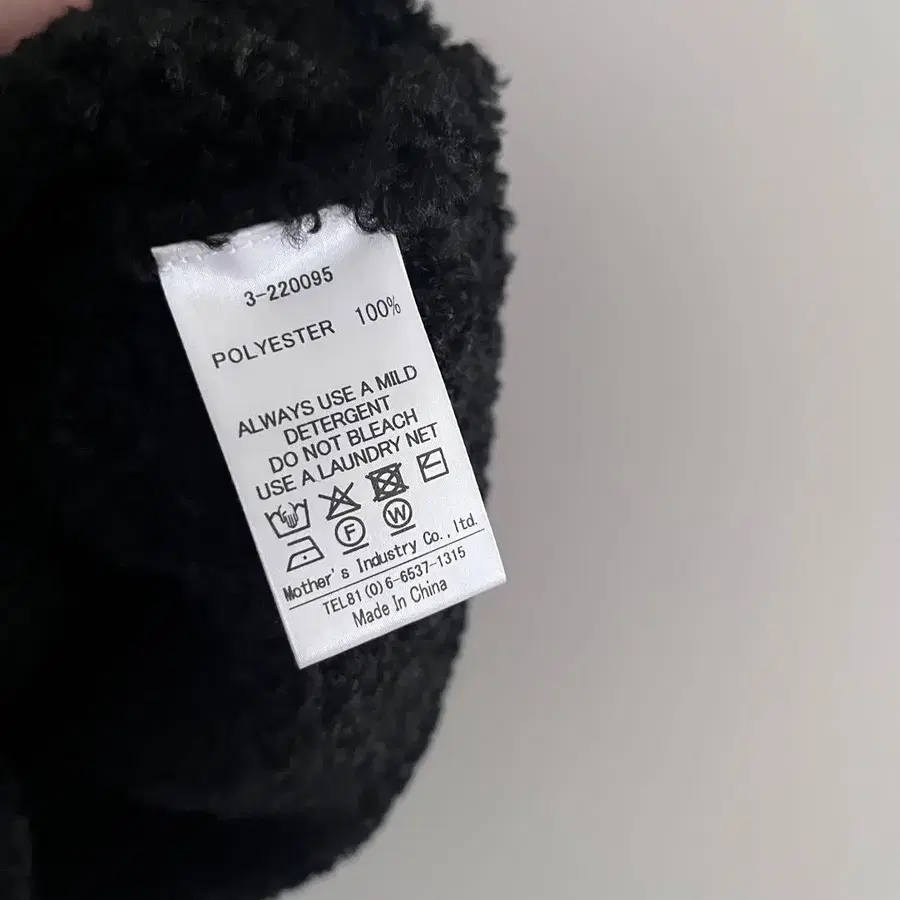 3-220095
POLYESTER 100%
ALWAYS USE A MILD
DETERGENT
DO NOT BLEACH
USE A LAUNDRY NET
F W
Mother's Industry Co., ltd.
TEL81(0)6-6537-1315
Made In China